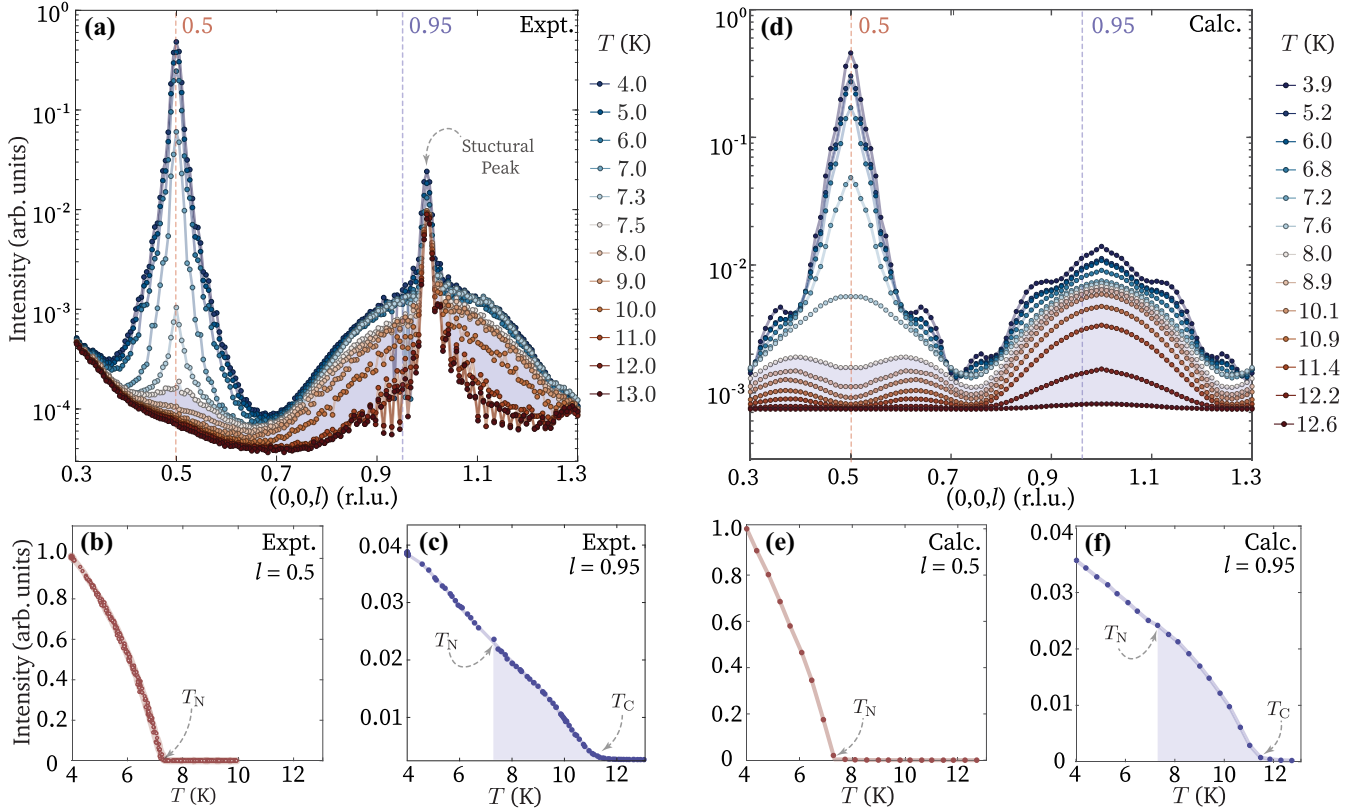 (a)
0.5
0.95
Expt.
Stuctural
Peak
10^0
10^-1
10^-2
10^-3
10^-4
Intensity (arb. units)
0.3 0.5 0.7 0.9 1.1 1.3
(0,0,l) (r.l.u.)
T (K)
4.0
5.0
6.0
7.0
7.3
7.5
8.0
9.0
10.0
11.0
12.0
13.0
(d)
0.5
0.95
Calc.
10^0
10^-1
10^-2
10^-3
0.3 0.5 0.7 0.9 1.1 1.3
(0,0,l) (r.l.u.)
T (K)
3.9
5.2
6.0
6.8
7.2
7.6
8.0
8.9
10.1
10.9
11.4
12.2
12.6
(b)
Expt.
l = 0.5
T_N
1.0
0.8
0.6
0.4
0.2
0
Intensity (arb. units)
4 6 8 10 12
T (K)
(c)
Expt.
l = 0.95
T_N
T_C
0.04
0.03
0.02
0.01
4 6 8 10 12
T (K)
(e)
Calc.
l = 0.5
T_N
1.0
0.8
0.6
0.4
0.2
0
4 6 8 10 12
T (K)
(f)
Calc.
l = 0.95
T_N
T_C
0.04
0.03
0.02
0.01
0
4 6 8 10 12
T (K)